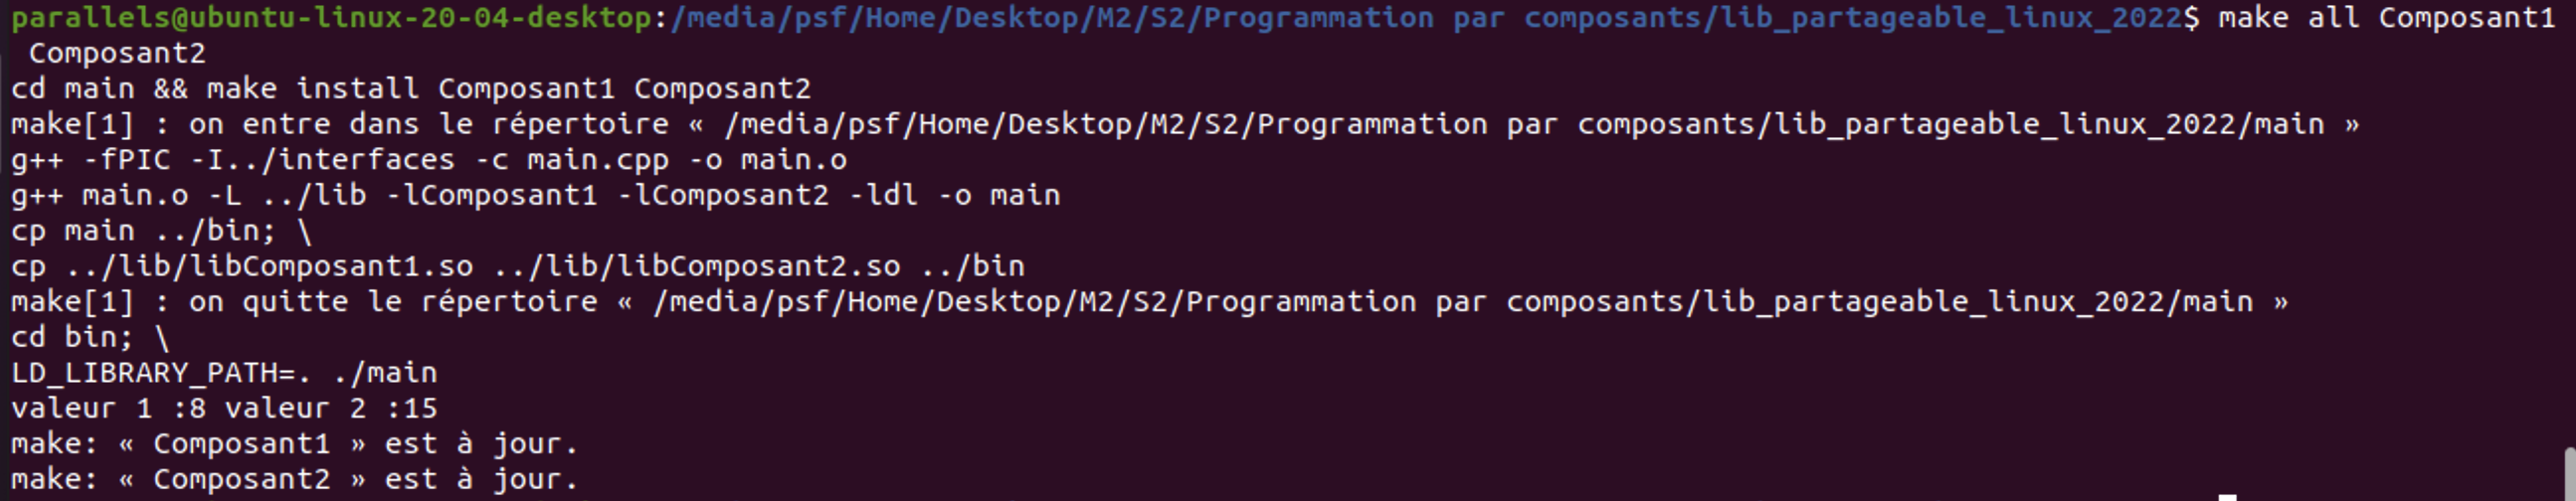 parallels@ubuntu-linux-20-04-desktop:/media/psf/Home/Desktop/M2/S2/Programmation par composants/lib_partageable_linux_2022$ make all Composant1
 Composant2
cd main && make install Composant1 Composant2
make[1] : on entre dans le répertoire « /media/psf/Home/Desktop/M2/S2/Programmation par composants/lib_partageable_linux_2022/main »
g++ -fPIC -I../interfaces -c main.cpp -o main.o
g++ main.o -L ../lib -lComposant1 -lComposant2 -ldl -o main
cp main ../bin; \
cp ../lib/libComposant1.so ../lib/libComposant2.so ../bin
make[1] : on quitte le répertoire « /media/psf/Home/Desktop/M2/S2/Programmation par composants/lib_partageable_linux_2022/main »
cd bin; \
LD_LIBRARY_PATH=. ./main
valeur 1 :8 valeur 2 :15
make: « Composant1 » est à jour.
make: « Composant2 » est à jour.